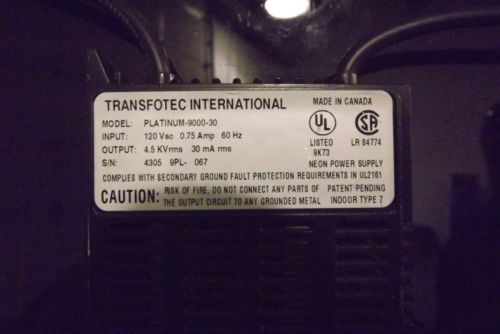 TRANSFOTEC INTERNATIONAL
MADE IN CANADA
MODEL: PLATINUM-9000-30
INPUT: 120 Vac 0.75 Amp 60 Hz
OUTPUT: 4.5 KVrms 30 mA rms
S/N: 4305 9PL- 067
UL
LISTED
9K73
SA
LR 84774
NEON POWER SUPPLY
COMPLIES WITH SECONDARY GROUND FAULT PROTECTION REQUIREMENTS IN UL2161
CAUTION: RISK OF FIRE, DO NOT CONNECT ANY PARTS OF
THE OUTPUT CIRCUIT TO ANY GROUNDED METAL
PATENT PENDING
INDOOR TYPE 7